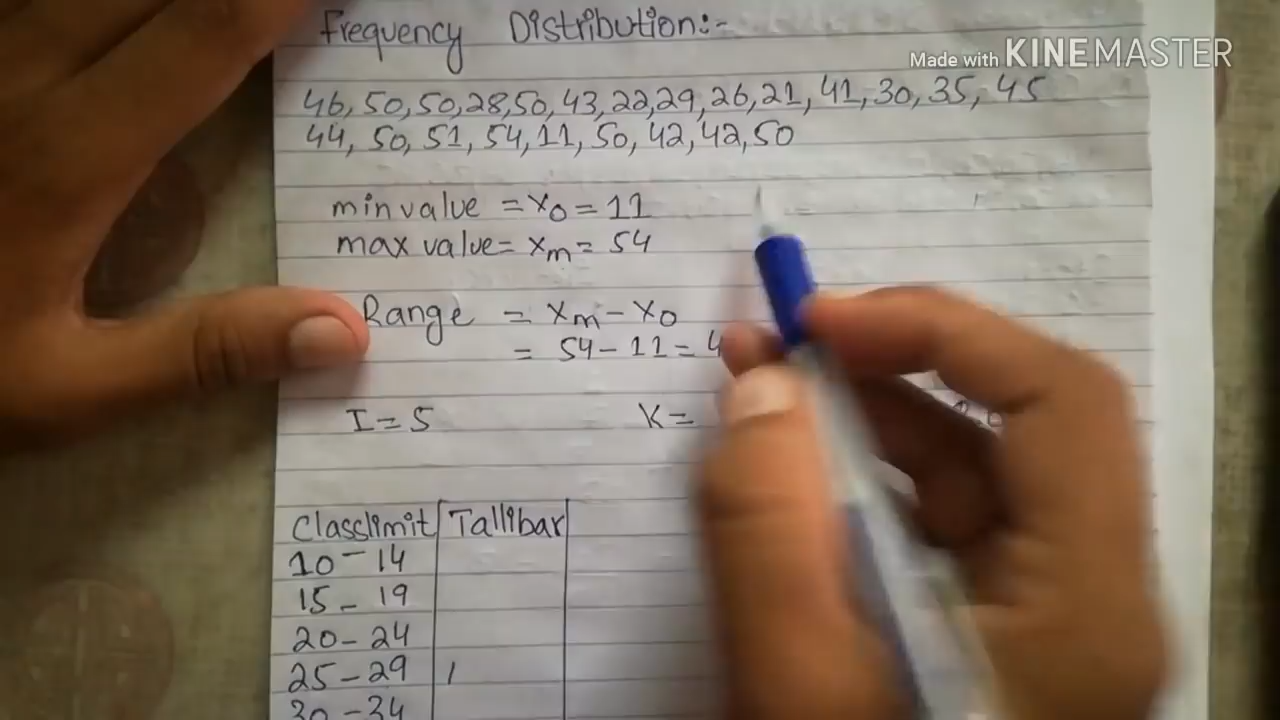 Frequency Distribution:-
Made with KINEMASTER
46, 50, 50, 28, 50, 43, 22, 29, 26, 21, 41, 30, 35, 45
44, 50, 51, 54, 11, 50, 42, 42, 50
min value = x0 = 11
max value = xm = 54
Range = xm - x0
= 54 - 11 = 4
I = 5 K =
Classlimit Tallibar
10 - 14
15 - 19
20 - 24
25 - 29 /
30 - 34